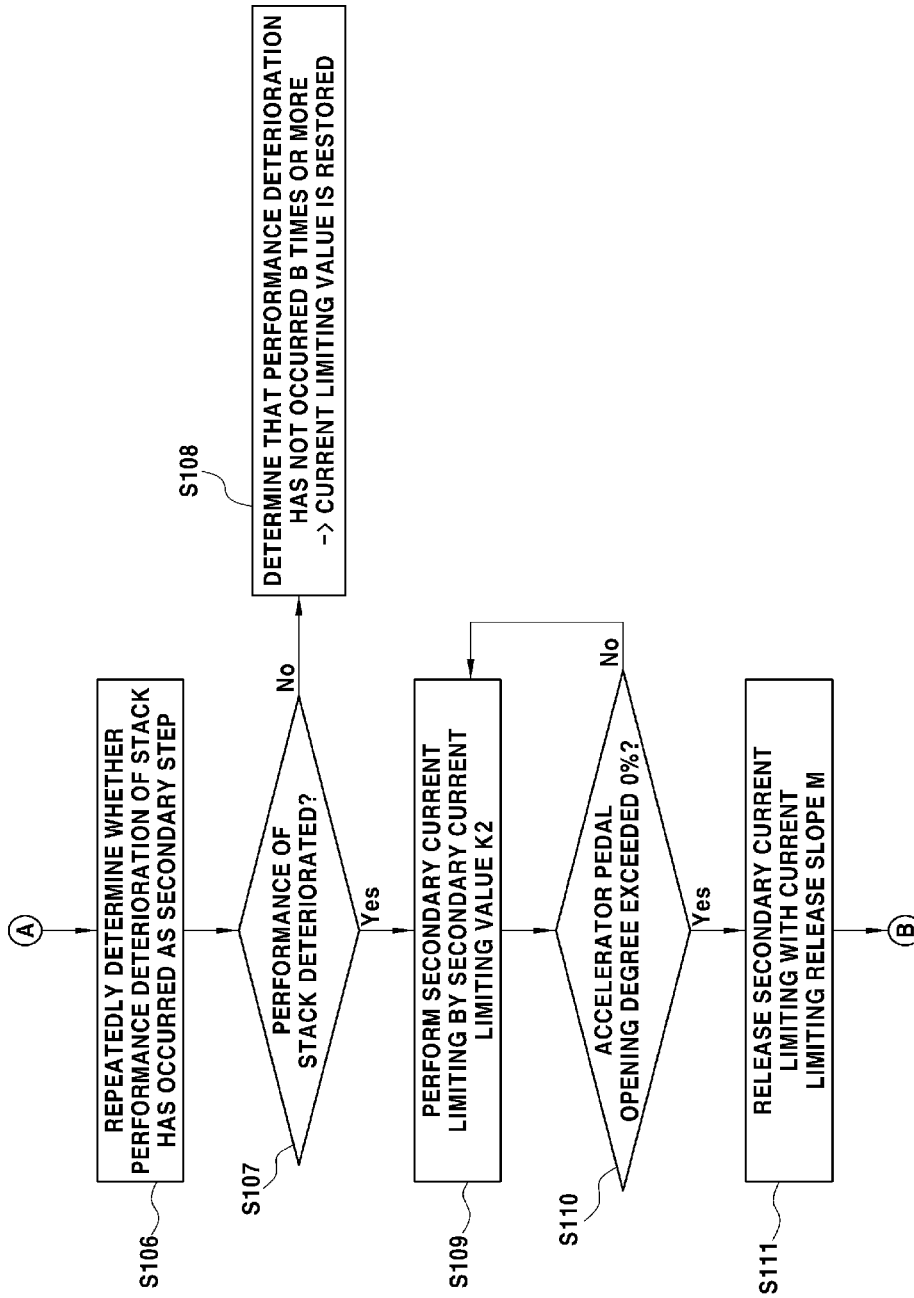 A
REPEATEDLY DETERMINE WHETHER
PERFORMANCE DETERIORATION OF STACK
HAS OCCURRED AS SECONDARY STEP
S106
PERFORMANCE OF
STACK DETERIORATED?
S107
No
Yes
DETERMINE THAT PERFORMANCE DETERIORATION
HAS NOT OCCURRED B TIMES OR MORE
-> CURRENT LIMITING VALUE IS RESTORED
S108
PERFORM SECONDARY CURRENT
LIMITING BY SECONDARY CURRENT
LIMITING VALUE K2
S109
ACCELERATOR PEDAL
OPENING DEGREE EXCEEDED 0%?
S110
No
Yes
RELEASE SECONDARY CURRENT
LIMITING WITH CURRENT
LIMITING RELEASE SLOPE M
S111
B